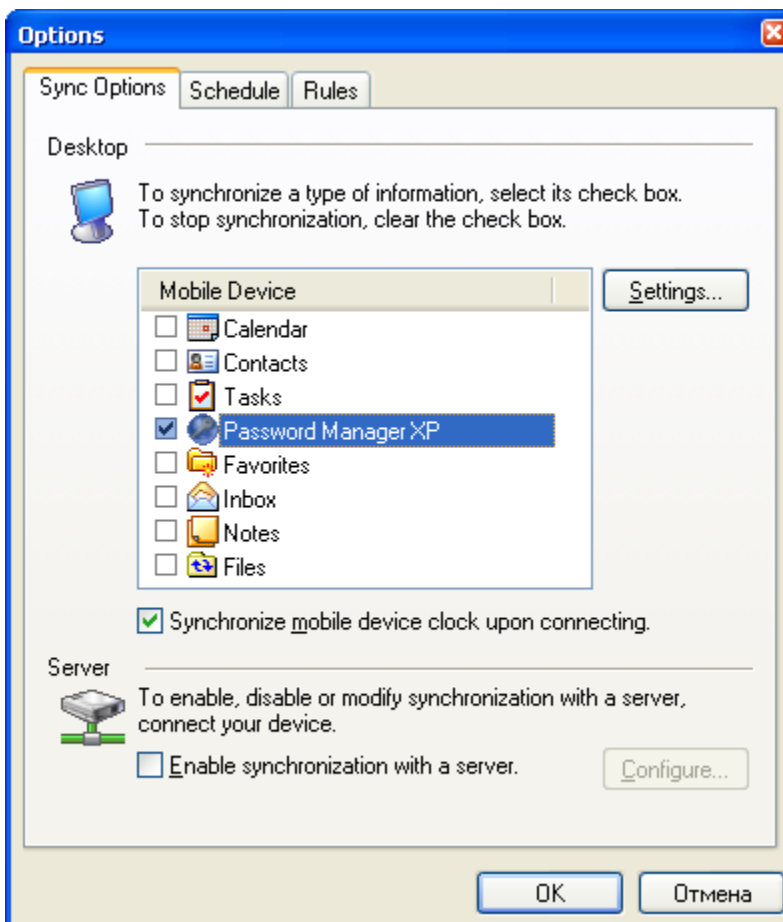 Options
Sync Options
Schedule
Rules
Desktop
To synchronize a type of information, select its check box.
To stop synchronization, clear the check box.
Mobile Device
Settings...
Calendar
Contacts
Tasks
Password Manager XP
Favorites
Inbox
Notes
Files
Synchronize mobile device clock upon connecting.
Server
To enable, disable or modify synchronization with a server,
connect your device.
Enable synchronization with a server.
Configure...
OK
Отмена